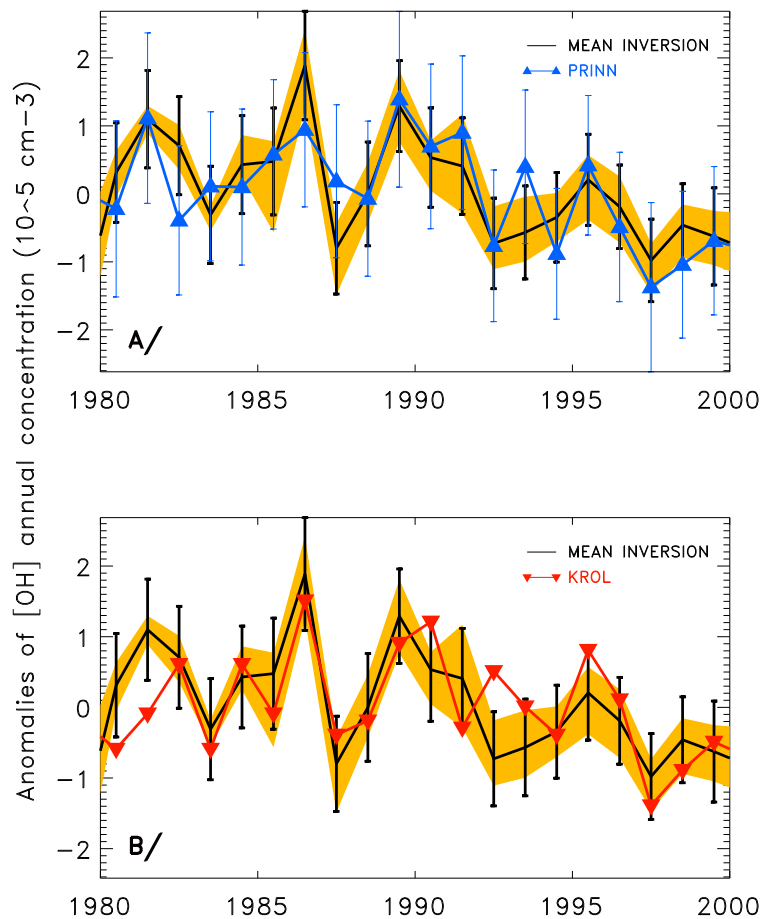 Anomalies of [OH] annual concentration (10^5 cm-3)
2
1
0
-1
-2
MEAN INVERSION
PRINN
A/
1980 1985 1990 1995 2000
2
1
0
-1
-2
MEAN INVERSION
KROL
B/
1980 1985 1990 1995 2000